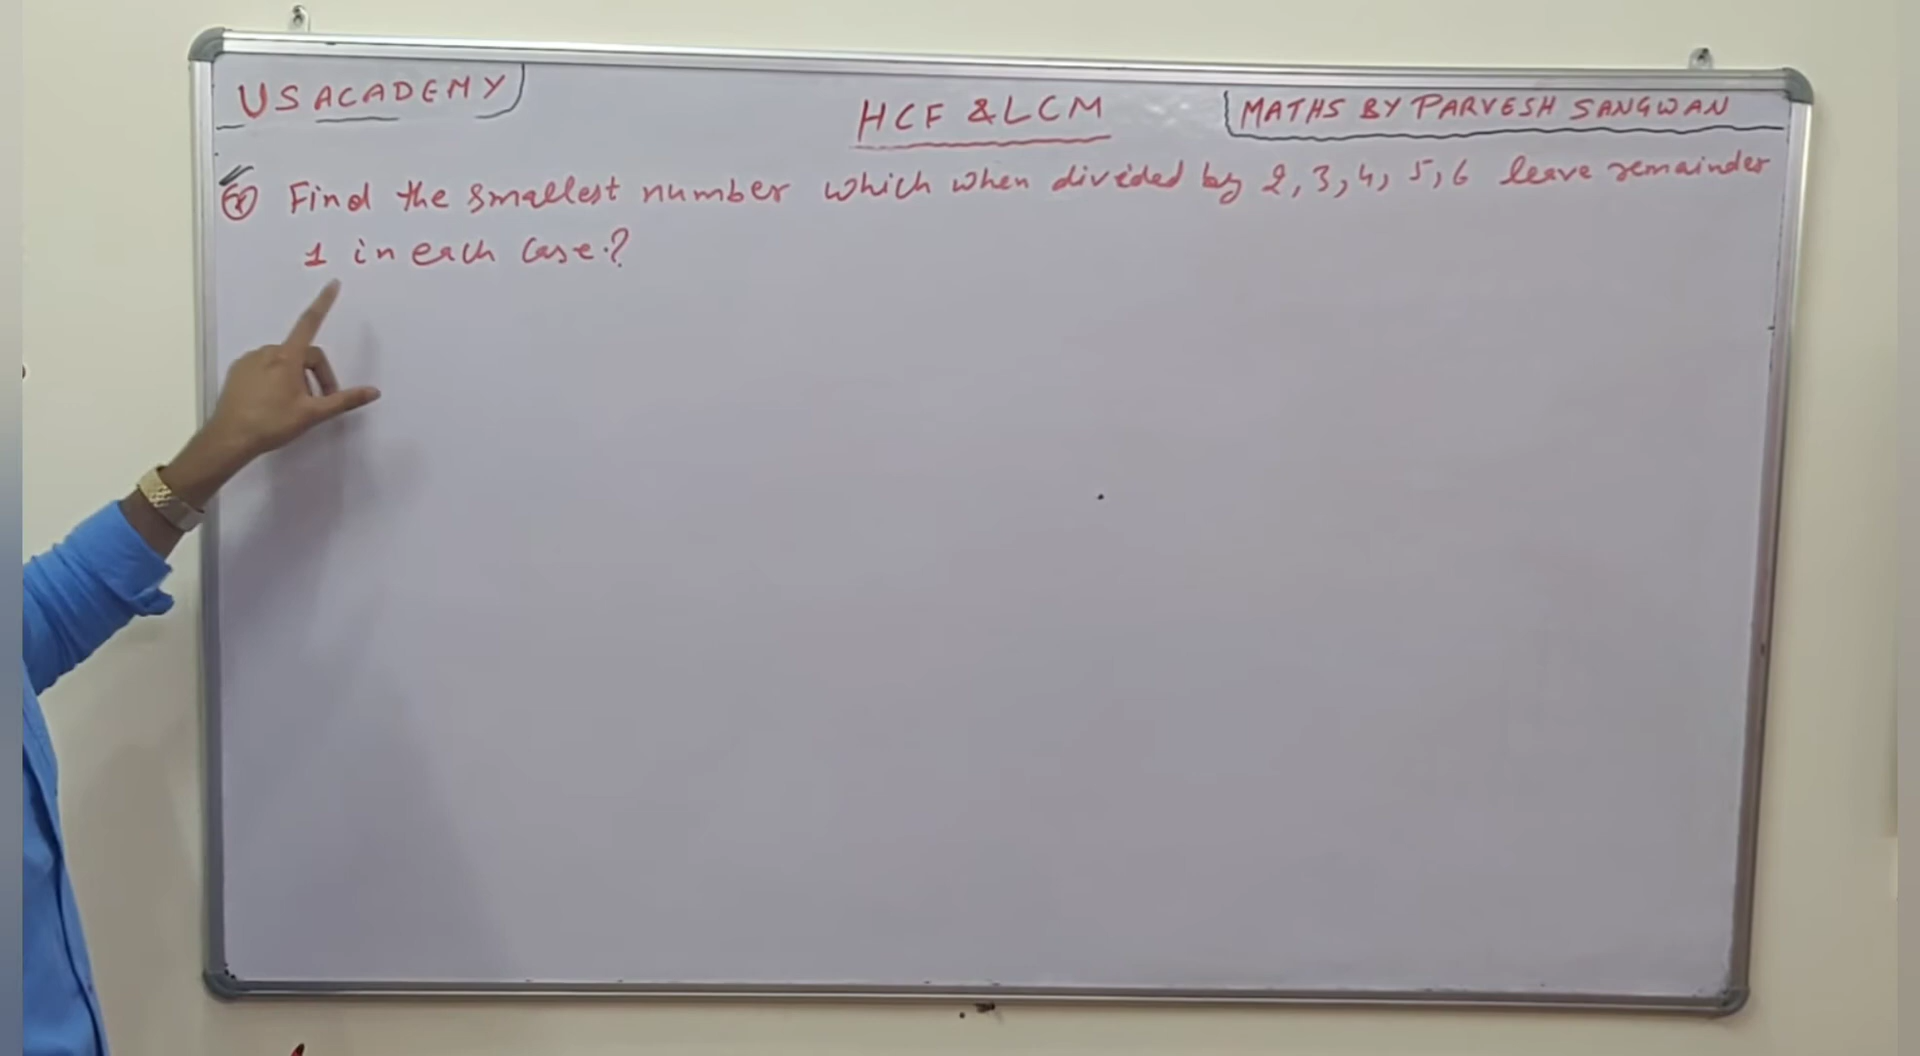 US ACADEMY
HCF & LCM
MATHS BY PARVESH SANGWAN
Ex Find the smallest number which when divided by 2, 3, 4, 5, 6 leave remainder
1 in each case.?